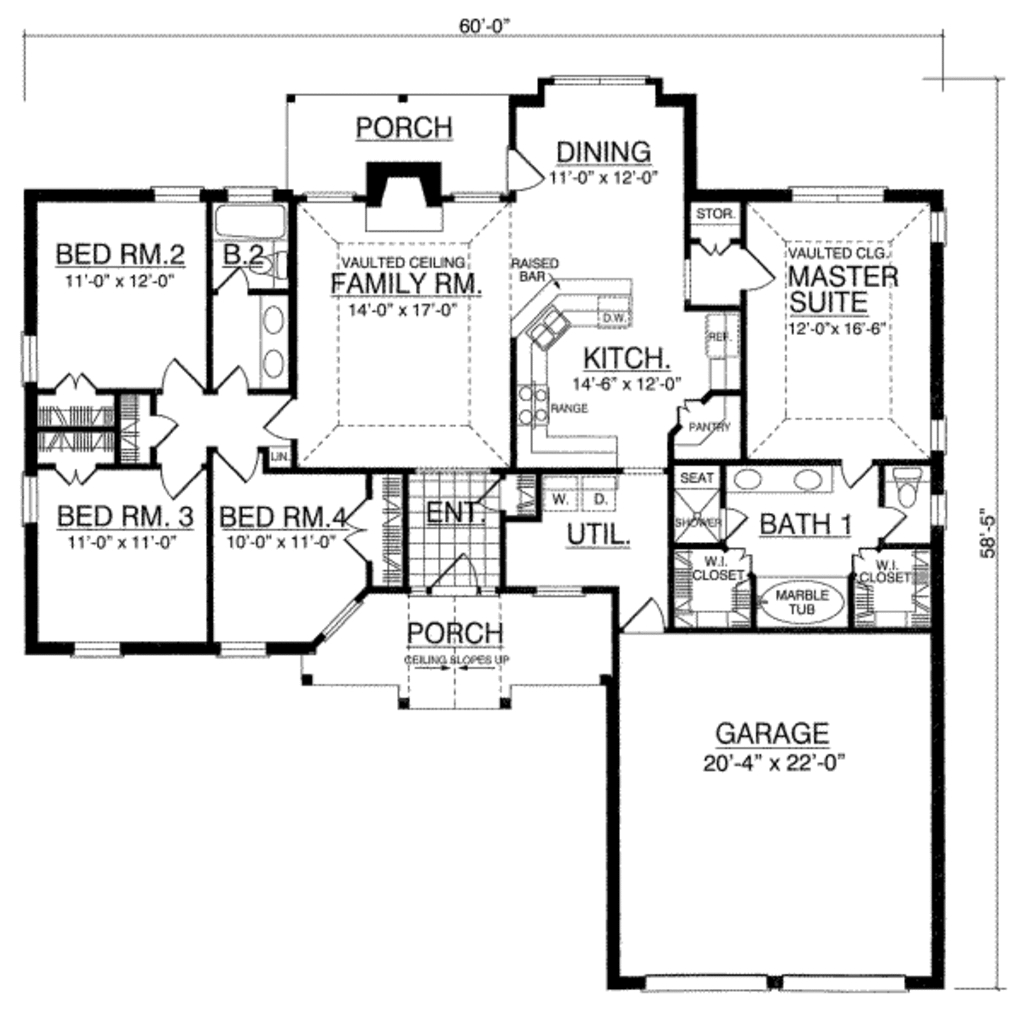 60'-0"
PORCH
DINING
11'-0" x 12'-0"
STOR.
BED RM.2
11'-0" x 12'-0"
B.2
VAULTED CEILING
FAMILY RM.
14'-0" x 17'-0"
RAISED
BAR
D.W.
VAULTED CLG.
MASTER
SUITE
12'-0"x 16'-6"
REF.
KITCH.
14'-6" x 12'-0"
RANGE
PANTRY
LIN.
BED RM. 3
11'-0" x 11'-0"
BED RM.4
10'-0" x 11'-0"
ENT.
W.
D.
UTIL.
SEAT
SHOWER
BATH 1
W.I.
CLOSET
W.I.
CLOSET
MARBLE
TUB
58'-5"
PORCH
CEILING SLOPES UP
GARAGE
20'-4" x 22'-0"